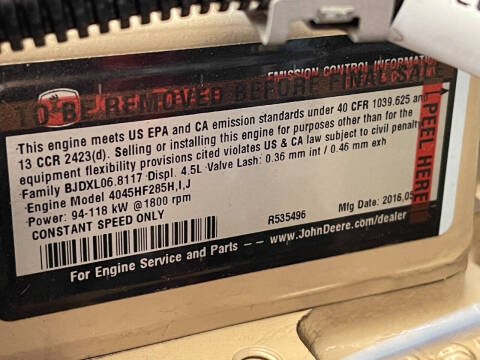 EMISSION CONTROL INFORMATION
TO BE REMOVED BEFORE FINAL SALE
This engine meets US EPA and CA emission standards under 40 CFR 1039.625 an
13 CCR 2423(d). Selling or installing this engine for purposes other than for the
equipment flexibility provisions cited violates US & CA law subject to civil penalty
Family BJDXL06.8117 Displ. 4.5L Valve Lash: 0.36 mm int / 0.46 mm exh
Engine Model 4045HF285H,I,J
Power: 94-118 kW @ 1800 rpm
CONSTANT SPEED ONLY
R535496
Mfg Date: 2016,05
For Engine Service and Parts -- www.JohnDeere.com/dealer
PEEL HERE